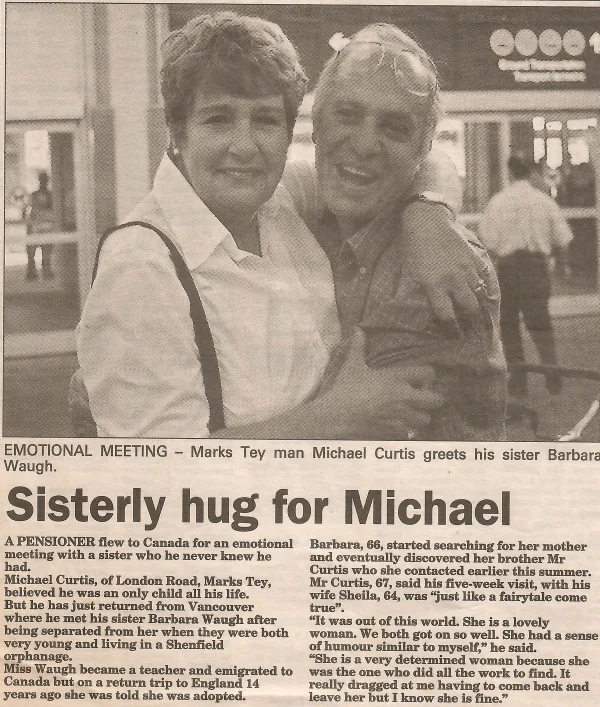 EMOTIONAL MEETING – Marks Tey man Michael Curtis greets his sister Barbara
Waugh.
Sisterly hug for Michael
A PENSIONER flew to Canada for an emotional
meeting with a sister who he never knew he
had.
Michael Curtis, of London Road, Marks Tey,
believed he was an only child all his life.
But he has just returned from Vancouver
where he met his sister Barbara Waugh after
being separated from her when they were both
very young and living in a Shenfield
orphanage.
Miss Waugh became a teacher and emigrated to
Canada but on a return trip to England 14
years ago she was told she was adopted.
Barbara, 66, started searching for her mother
and eventually discovered her brother Mr
Curtis who she contacted earlier this summer.
Mr Curtis, 67, said his five-week visit, with his
wife Sheila, 64, was “just like a fairytale come
true”.
“It was out of this world. She is a lovely
woman. We both got on so well. She had a sense
of humour similar to myself,” he said.
“She is a very determined woman because she
was the one who did all the work to find. It
really dragged at me having to come back and
leave her but I know she is fine.”